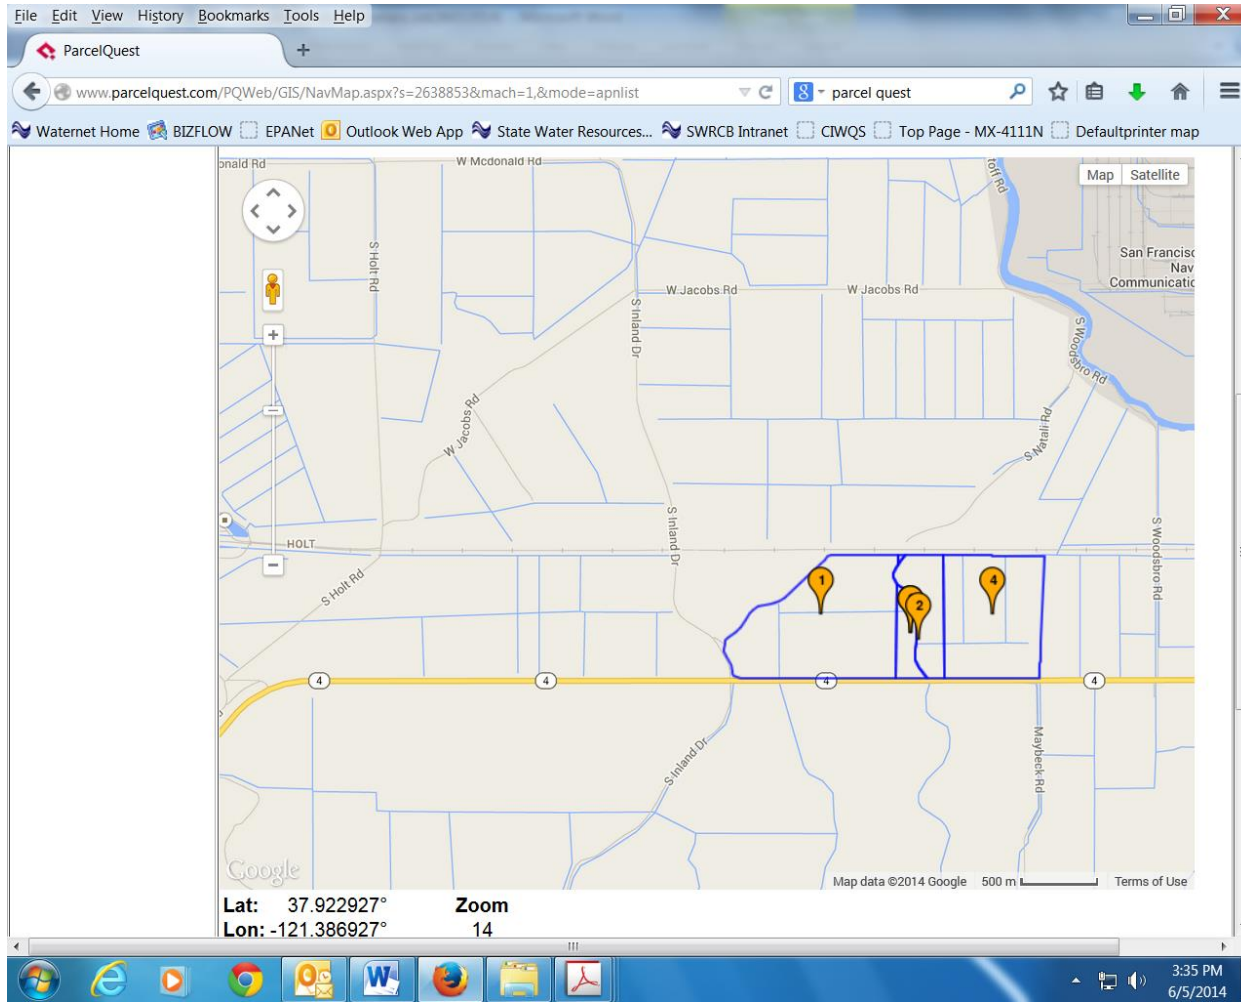 File Edit View History Bookmarks Tools Help
ParcelQuest
www.parcelquest.com/PQWeb/GIS/NavMap.aspx?s=2638853&mach=1,&mode=apnlist
parcel quest
Waternet Home BIZFLOW EPANet Outlook Web App State Water Resources... SWRCB Intranet CIWQS Top Page - MX-4111N Defaultprinter map
onald Rd
W Mcdonald Rd
toff Rd
Map Satellite
S Holt Rd
San Francisc
Nav
Communicatic
W Jacobs Rd
W Jacobs Rd
S Inland Dr
S Woodsbro Rd
W Jacobs Rd
S Natali Rd
S Inland Dr
S Woodsbro Rd
HOLT
S Holt Rd
1
2
4
4
4
4
4
S Inland Dr
Maybeck Rd
Google
Map data ©2014 Google 500 m Terms of Use
Lat: 37.922927° Zoom
Lon: -121.386927° 14
3:35 PM
6/5/2014